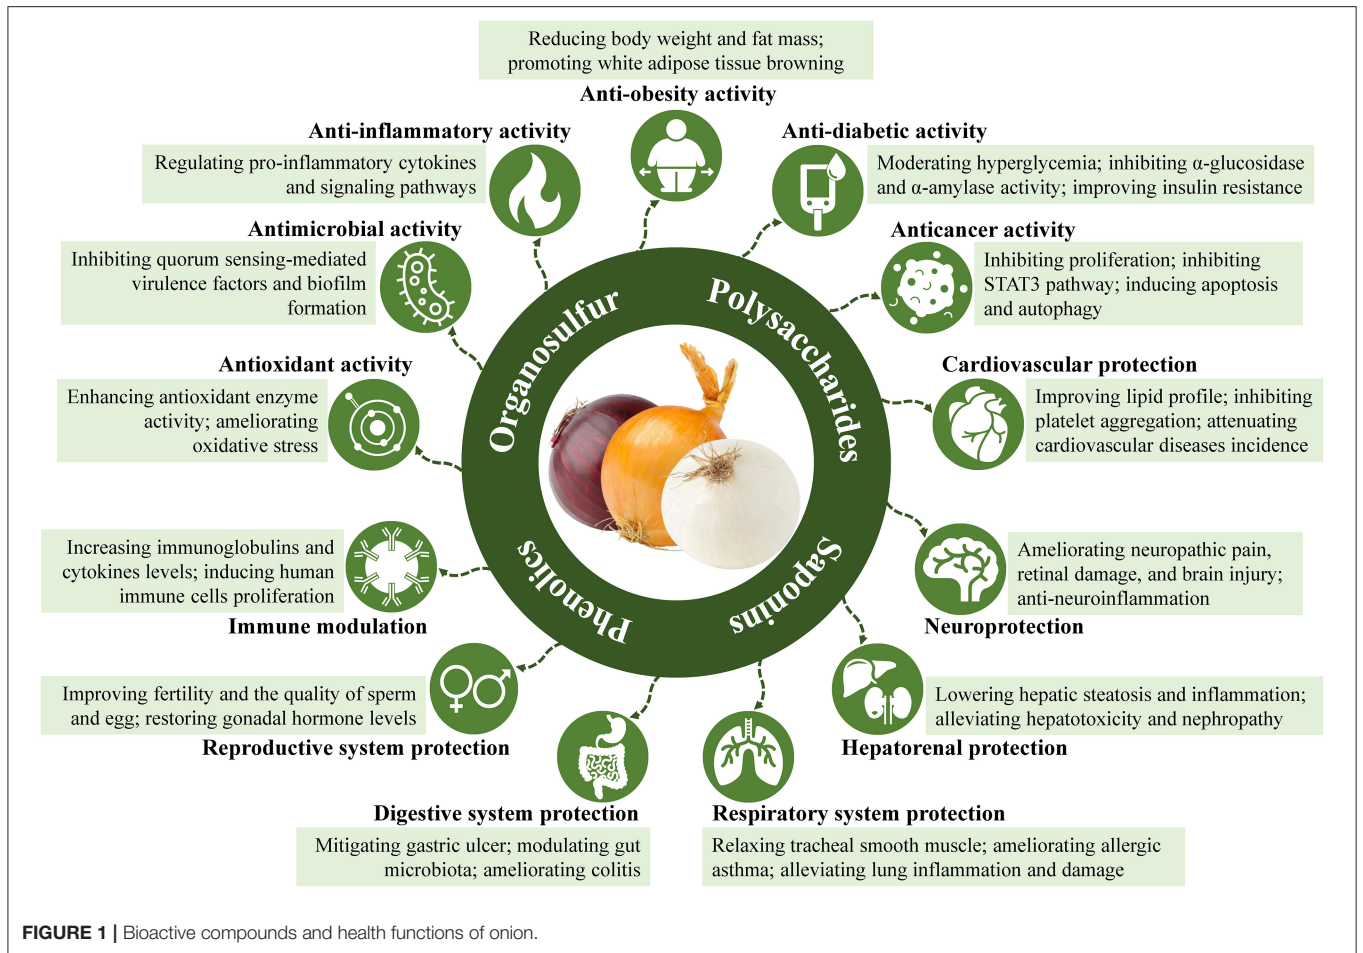 Reducing body weight and fat mass;
promoting white adipose tissue browning
Anti-obesity activity
Anti-inflammatory activity
Regulating pro-inflammatory cytokines
and signaling pathways
Anti-diabetic activity
Moderating hyperglycemia; inhibiting α-glucosidase
and α-amylase activity; improving insulin resistance
Antimicrobial activity
Inhibiting quorum sensing-mediated
virulence factors and biofilm
formation
Anticancer activity
Inhibiting proliferation; inhibiting
STAT3 pathway; inducing apoptosis
and autophagy
Antioxidant activity
Enhancing antioxidant enzyme
activity; ameliorating
oxidative stress
Cardiovascular protection
Improving lipid profile; inhibiting
platelet aggregation; attenuating
cardiovascular diseases incidence
Organosulfur
Polysaccharides
Phenolics
Saponins
Increasing immunoglobulins and
cytokines levels; inducing human
immune cells proliferation
Immune modulation
Ameliorating neuropathic pain,
retinal damage, and brain injury;
anti-neuroinflammation
Neuroprotection
Improving fertility and the quality of sperm
and egg; restoring gonadal hormone levels
Reproductive system protection
Lowering hepatic steatosis and inflammation;
alleviating hepatotoxicity and nephropathy
Hepatorenal protection
Digestive system protection
Mitigating gastric ulcer; modulating gut
microbiota; ameliorating colitis
Respiratory system protection
Relaxing tracheal smooth muscle; ameliorating allergic
asthma; alleviating lung inflammation and damage
FIGURE 1 | Bioactive compounds and health functions of onion.